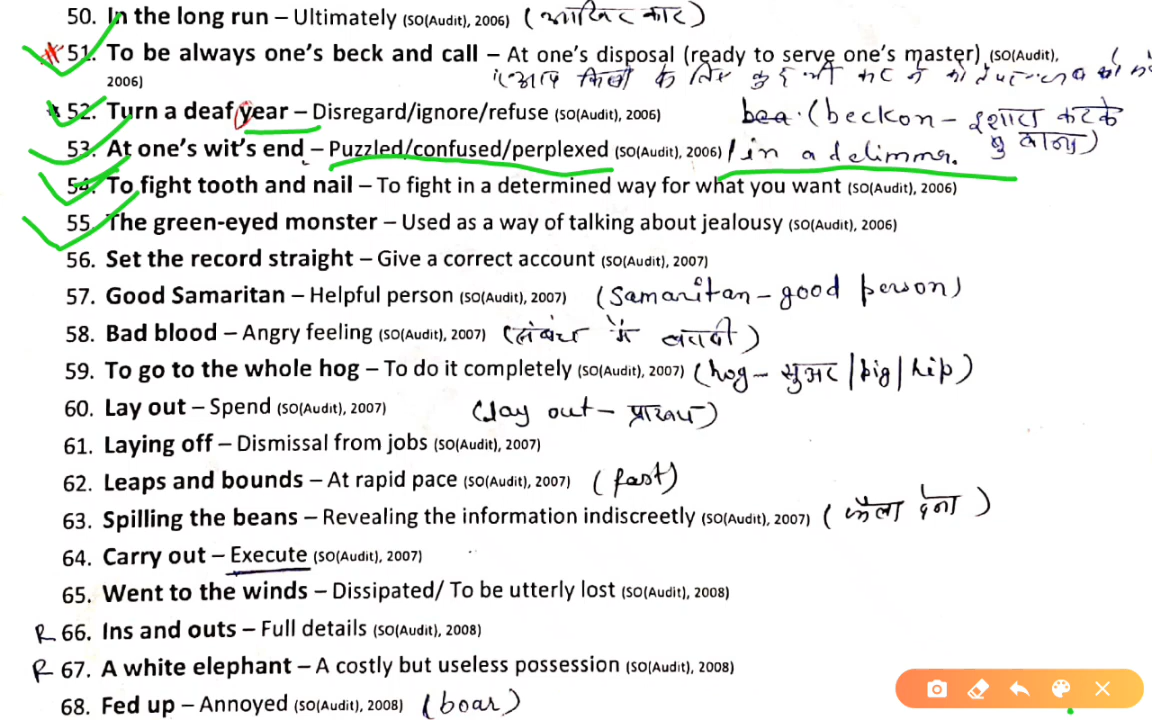 50. In the long run – Ultimately (SO(Audit), 2006) (आखिरकार)
51. To be always one's beck and call – At one's disposal (ready to serve one's master) (SO(Audit),
2006)
52. Turn a deaf year – Disregard/ignore/refuse (SO(Audit), 2006) bea. (beckon – इशारा करके
53. At one's wit's end – Puzzled/confused/perplexed (SO(Audit), 2006) / in a delimma.
54. To fight tooth and nail – To fight in a determined way for what you want (SO(Audit), 2006)
55. The green-eyed monster – Used as a way of talking about jealousy (SO(Audit), 2006)
56. Set the record straight – Give a correct account (SO(Audit), 2007)
57. Good Samaritan – Helpful person (SO(Audit), 2007) (Samaritan – good person)
58. Bad blood – Angry feeling (SO(Audit), 2007) (संबंध में
59. To go to the whole hog – To do it completely (SO(Audit), 2007) (hog – सुअर /pig/
60. Lay out – Spend (SO(Audit), 2007) (lay out –
61. Laying off – Dismissal from jobs (SO(Audit), 2007)
62. Leaps and bounds – At rapid pace (SO(Audit), 2007) (fast)
63. Spilling the beans – Revealing the information indiscreetly (SO(Audit), 2007) (फैला देना)
64. Carry out – Execute (SO(Audit), 2007)
65. Went to the winds – Dissipated/ To be utterly lost (SO(Audit), 2008)
R 66. Ins and outs – Full details (SO(Audit), 2008)
R 67. A white elephant – A costly but useless possession (SO(Audit), 2008)
68. Fed up – Annoyed (SO(Audit), 2008) (boar)